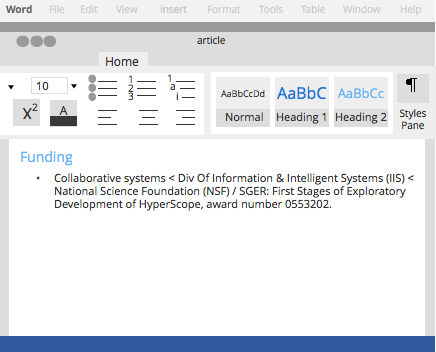 Word File Edit View Insert Format Tools Table Window Help
article
Home
10
1
2
3
1
a
i
X2
A
AaBbCcDd AaBbC AaBbCc
Normal Heading 1 Heading 2
¶
Styles
Pane
Funding
• Collaborative systems < Div Of Information & Intelligent Systems (IIS) <
National Science Foundation (NSF) / SGER: First Stages of Exploratory
Development of HyperScope, award number 0553202.